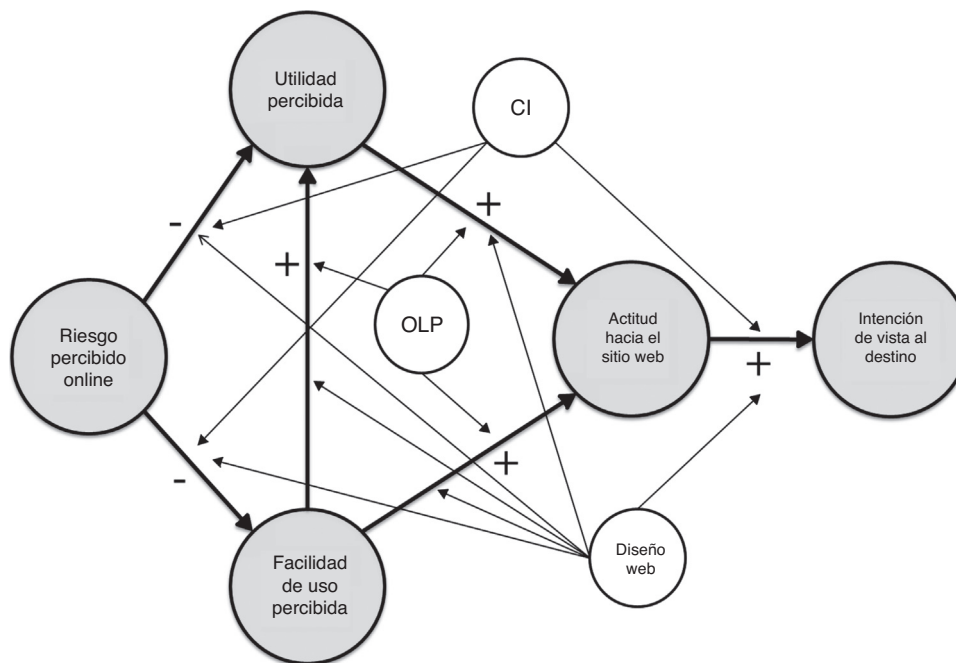 Utilidad
percibida
CI
-
+
+
OLP
Riesgo
percibido
online
Actitud
hacia el
sitio web
Intención
de vista al
destino
+
+
-
Facilidad
de uso
percibida
Diseño
web